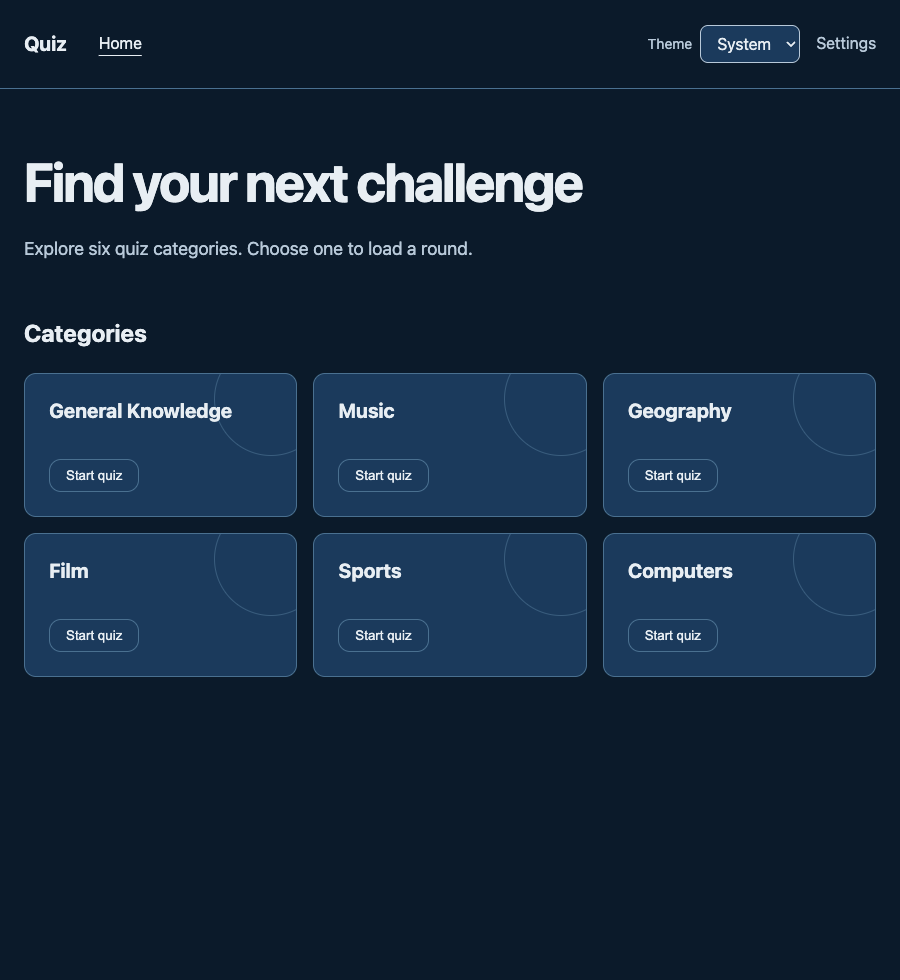 Quiz Home Theme System Settings
Find your next challenge
Explore six quiz categories. Choose one to load a round.
Categories
General Knowledge
Start quiz
Music
Start quiz
Geography
Start quiz
Film
Start quiz
Sports
Start quiz
Computers
Start quiz